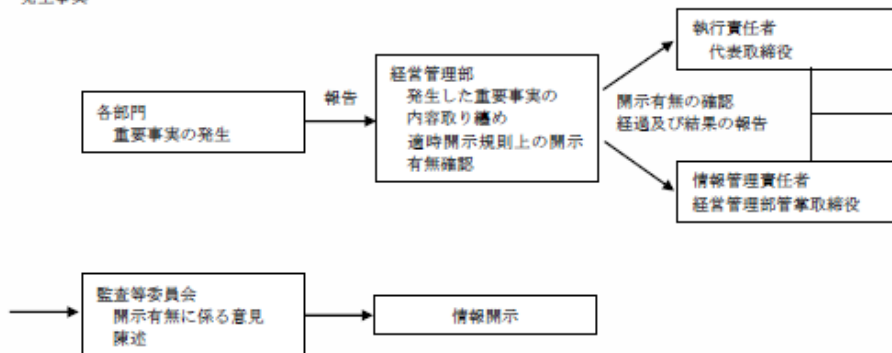 執行責任者
代表取締役
経営管理部
発生した重要事実の
内容取り纏め
適時開示規則上の開示
有無確認
報告
各部門
重要事実の発生
開示有無の確認
経過及び結果の報告
情報管理責任者
経営管理部管掌取締役
監査等委員会
開示有無に係る意見
陳述
情報開示